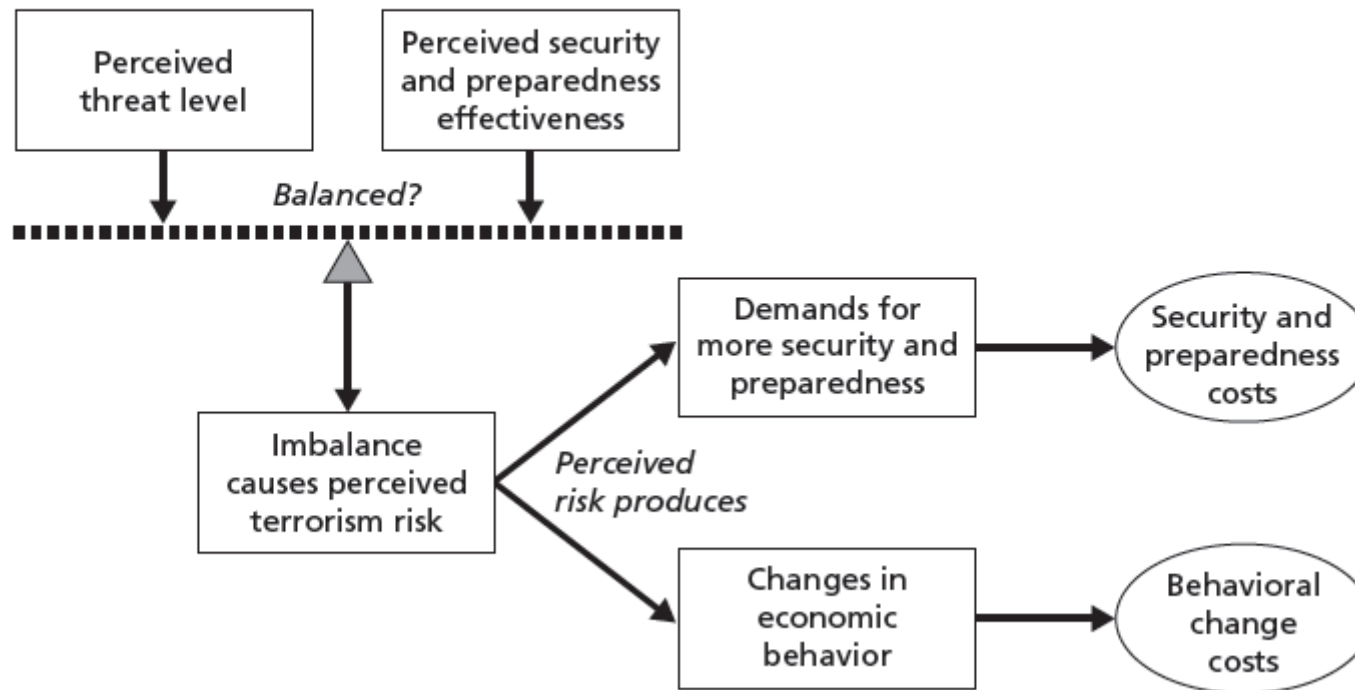 Perceived
threat level
Perceived security
and preparedness
effectiveness
Balanced?
Demands for
more security and
preparedness
Security and
preparedness
costs
Imbalance
causes perceived
terrorism risk
Perceived
risk produces
Changes in
economic
behavior
Behavioral
change
costs